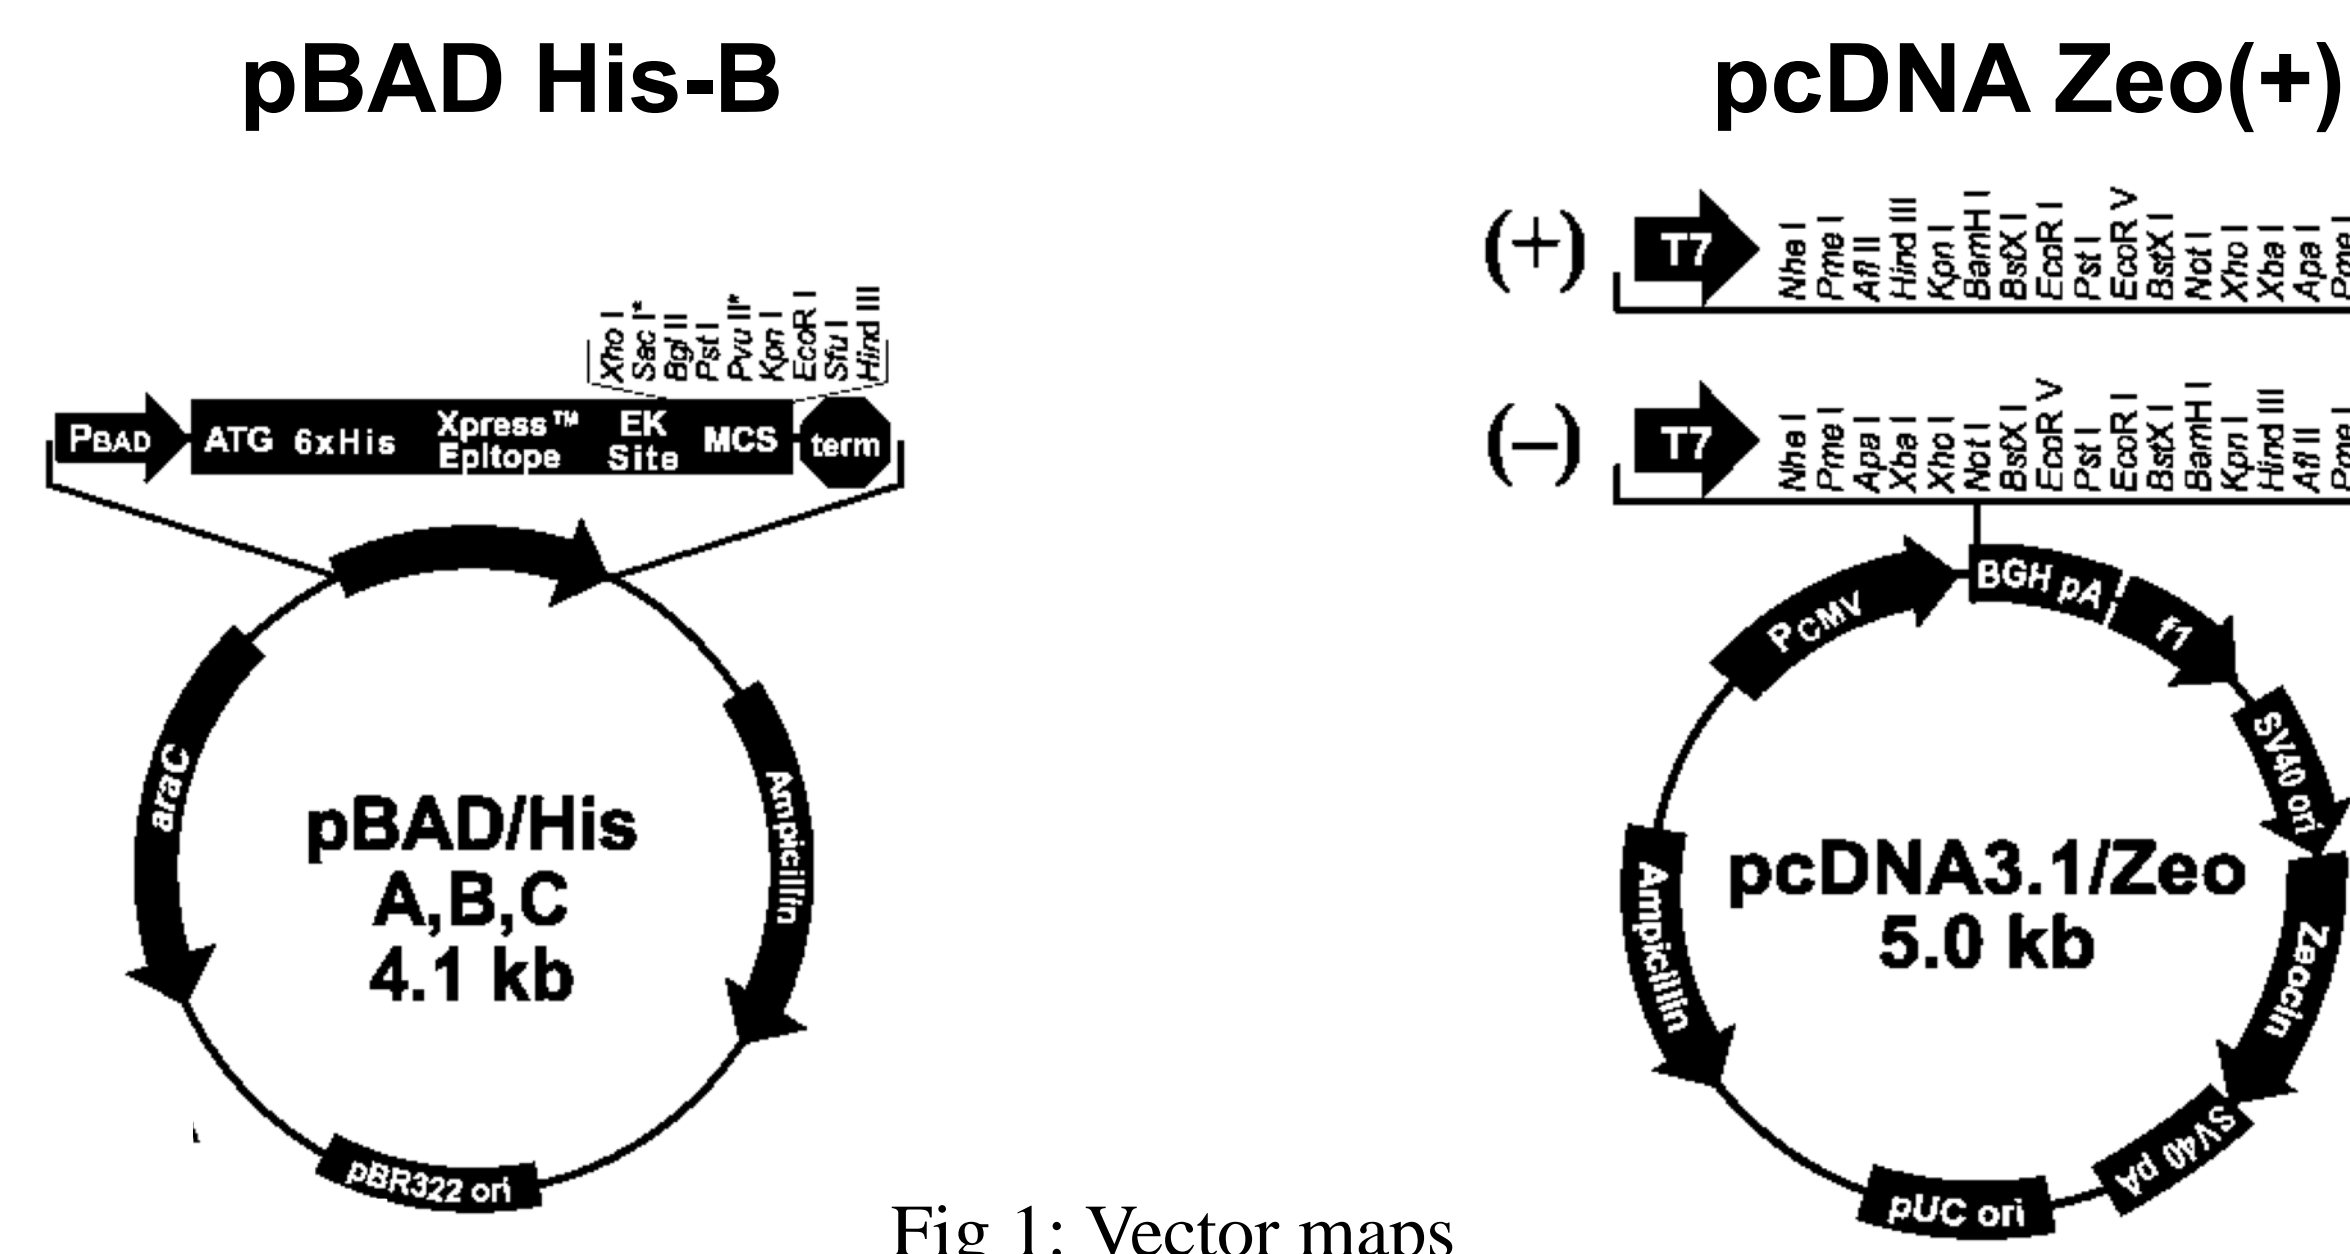 pBAD His-B
pcDNA Zeo(+)
Xho I
Sac I*
Bgl II
Pst I
Pvu II*
Kpn I
EcoR I
Sfu I
Hind III
PBAD
ATG
6xHis
Xpress™
Epitope
EK
Site
MCS
term
araC
Ampicillin
pBR322 ori
pBAD/His
A,B,C
4.1 kb
(+)
T7
Nhe I
Pme I
Afl II
Hind III
Kpn I
BamH I
BstX I
EcoR I
Pst I
EcoR V
BstX I
Not I
Xho I
Xba I
Apa I
Pme I
(–)
T7
Nhe I
Pme I
Apa I
Xba I
Xho I
Not I
BstX I
EcoR V
Pst I
EcoR I
BstX I
BamH I
Kpn I
Hind III
Afl II
Pme I
PCMV
BGH pA
f1
SV40 ori
Zeocin
SV40 pA
pUC ori
Ampicillin
pcDNA3.1/Zeo
5.0 kb
Fig 1: Vector maps